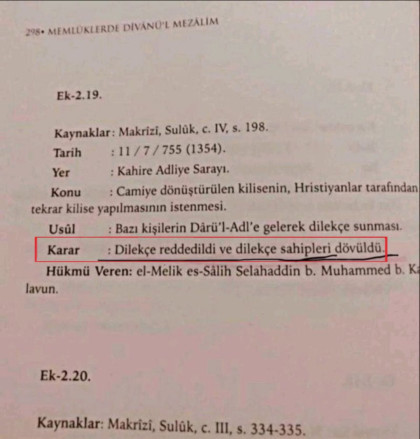 298• MEMLÜKLERDE DÎVÂNÜ'L MEZÂLİM
Ek-2.19.
Kaynaklar: Makrîzî, Sulûk, c. IV, s. 198.
Tarih : 11 / 7 / 755 (1354).
Yer : Kahire Adliye Sarayı.
Konu : Camiye dönüştürülen kilisenin, Hristiyanlar tarafından
tekrar kilise yapılmasının istenmesi.
Usûl : Bazı kişilerin Dârü'l-Adl'e gelerek dilekçe sunması.
Karar : Dilekçe reddedildi ve dilekçe sahipleri dövüldü.
Hükmü Veren: el-Melik es-Sâlih Selahaddin b. Muhammed b. Ka
lavun.
Ek-2.20.
Kaynaklar: Makrîzî, Sulûk, c. III, s. 334-335.